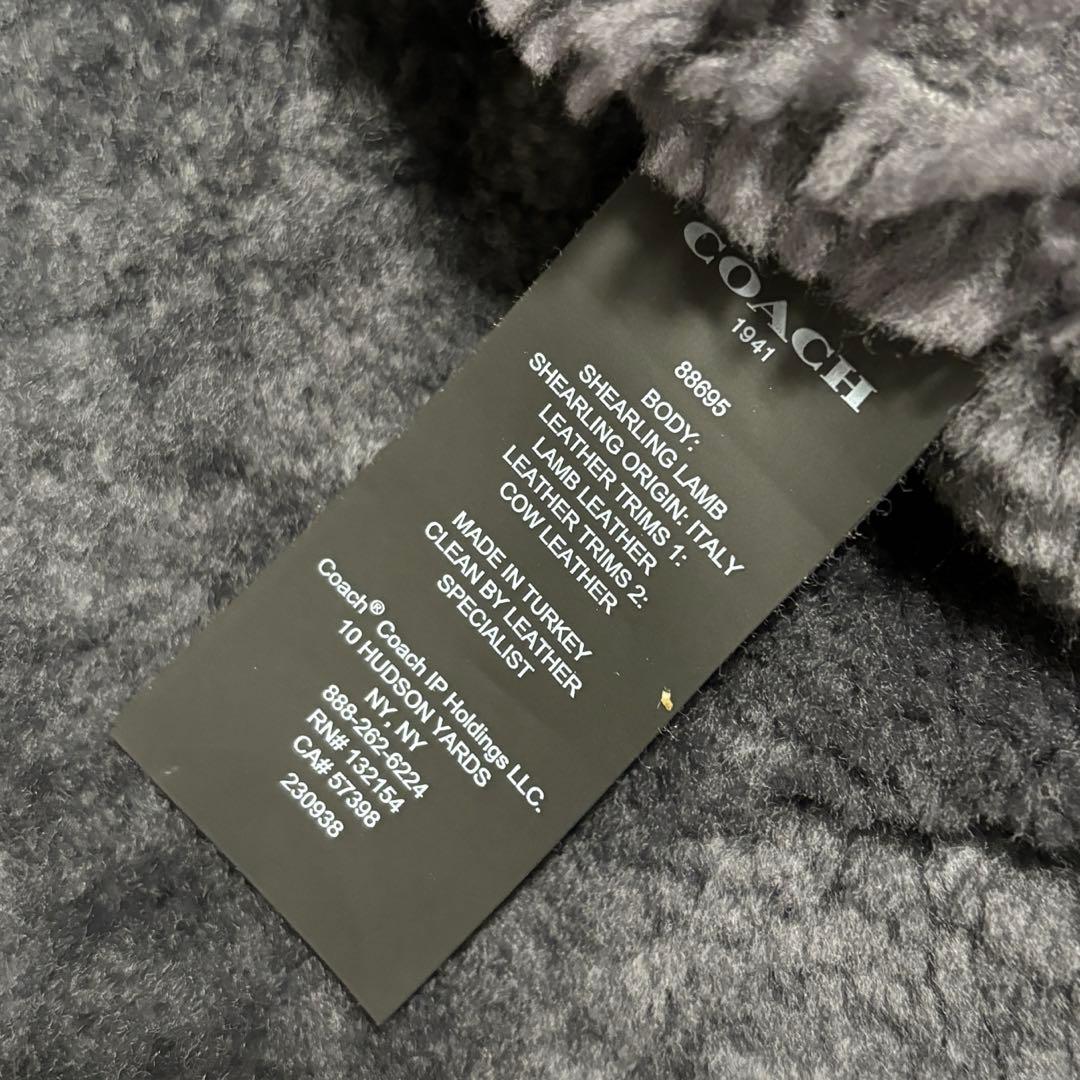 COACH
1941
88695
BODY:
SHEARLING LAMB
SHEARLING ORIGIN: ITALY
LEATHER TRIMS 1:
LAMB LEATHER
LEATHER TRIMS 2:
COW LEATHER
MADE IN TURKEY
CLEAN BY LEATHER
SPECIALIST
Coach® Coach IP Holdings LLC.
10 HUDSON YARDS
NY, NY
888-262-6224
RN# 132154
CA# 57398
230938